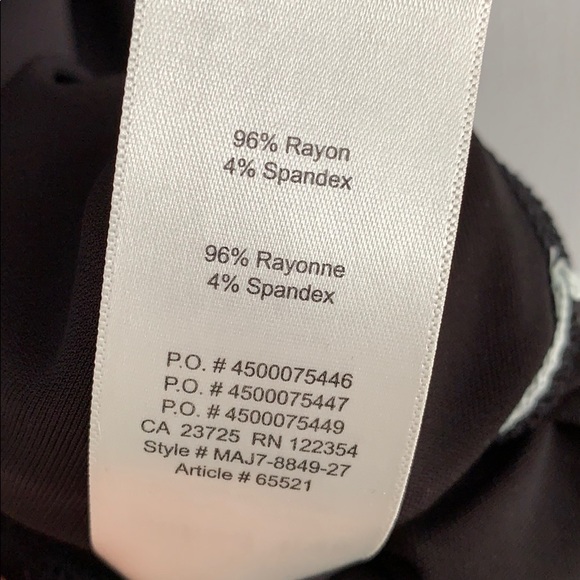 96% Rayon
4% Spandex
96% Rayonne
4% Spandex
P.O. # 4500075446
P.O. # 4500075447
P.O. # 4500075449
CA 23725 RN 122354
Style # MAJ7-8849-27
Article # 65521